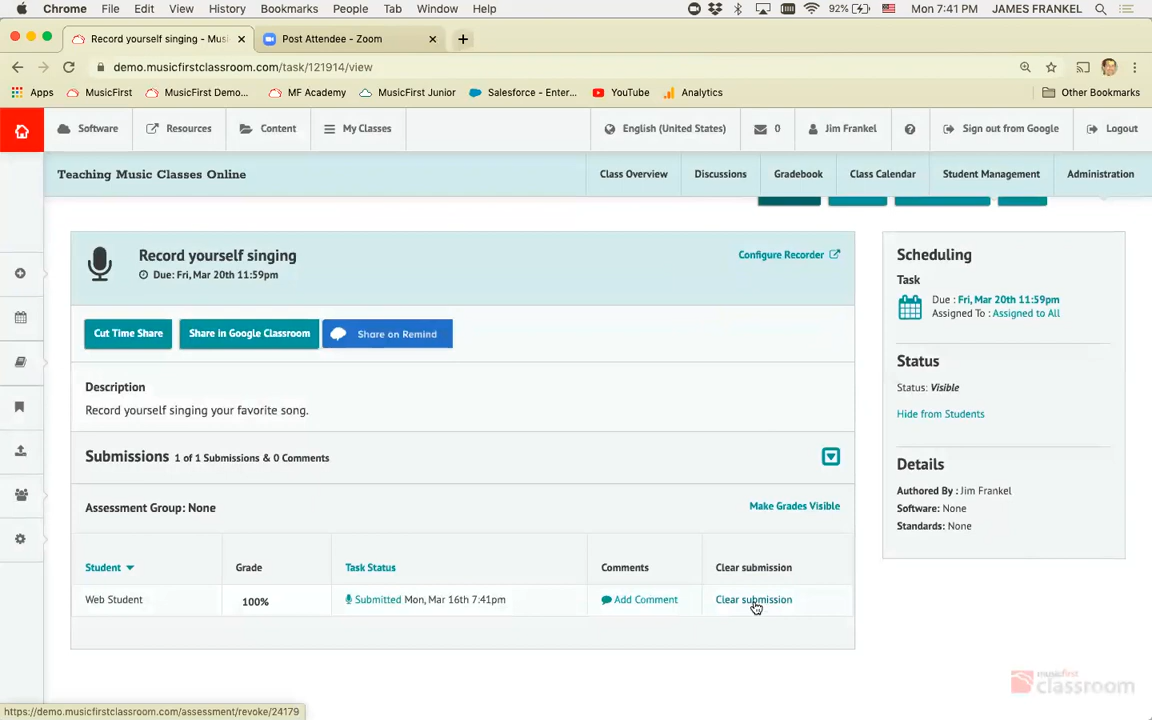 Chrome File Edit View History Bookmarks People Tab Window Help 92% Mon 7:41 PM JAMES FRANKEL
Record yourself singing - Musi Post Attendee - Zoom
demo.musicfirstclassroom.com/task/121914/view
Apps MusicFirst MusicFirst Demo... MF Academy MusicFirst Junior Salesforce - Enter... YouTube Analytics Other Bookmarks
Software Resources Content My Classes English (United States) 0 Jim Frankel Sign out from Google Logout
Teaching Music Classes Online Class Overview Discussions Gradebook Class Calendar Student Management Administration
Record yourself singing
Due: Fri, Mar 20th 11:59pm
Configure Recorder
Cut Time Share Share in Google Classroom Share on Remind
Description
Record yourself singing your favorite song.
Submissions 1 of 1 Submissions & 0 Comments
Assessment Group: None Make Grades Visible
Student Grade Task Status Comments Clear submission
Web Student 100% Submitted Mon, Mar 16th 7:41pm Add Comment Clear submission
Scheduling
Task
Due : Fri, Mar 20th 11:59pm
Assigned To : Assigned to All
Status
Status: Visible
Hide from Students
Details
Authored By : Jim Frankel
Software: None
Standards: None
musicfirst
classroom
https://demo.musicfirstclassroom.com/assessment/revoke/24179